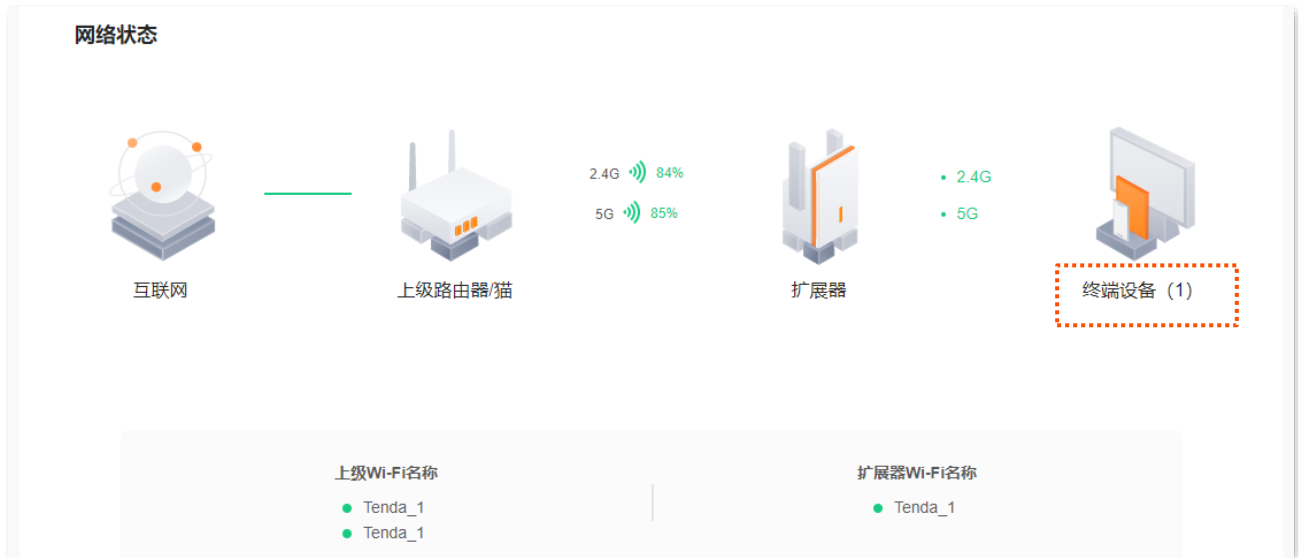 网络状态
2.4G 84%
5G 85%
• 2.4G
• 5G
互联网
上级路由器/猫
扩展器
终端设备（1）
上级Wi-Fi名称
Tenda_1
Tenda_1
扩展器Wi-Fi名称
Tenda_1